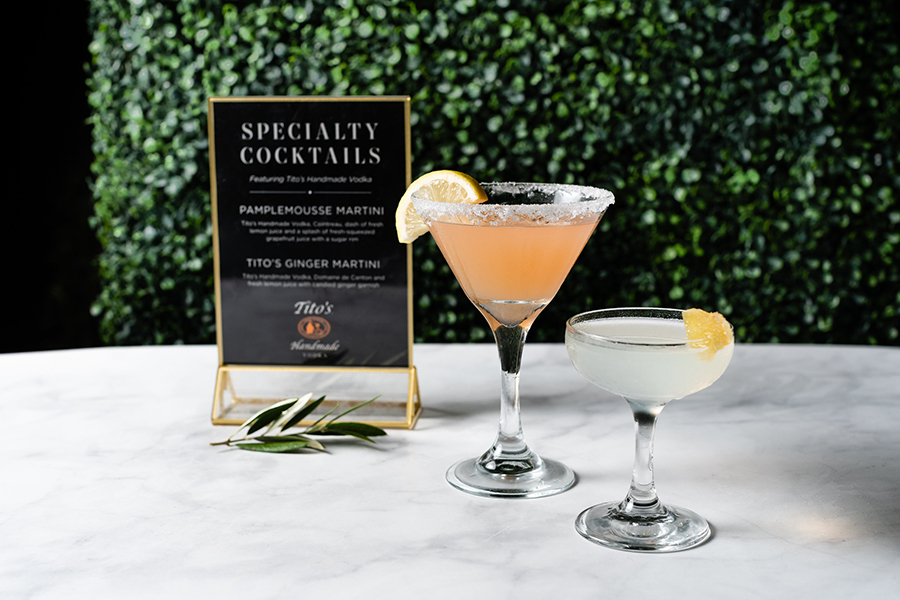 SPECIALTY
COCKTAILS
Featuring Tito's Handmade Vodka
PAMPLEMOUSSE MARTINI
Tito's Handmade Vodka, Cointreau, dash of fresh
lemon juice and a splash of fresh-squeezed
grapefruit juice with a sugar rim
TITO'S GINGER MARTINI
Tito's Handmade Vodka, Domaine de Canton and
fresh lemon juice with candied ginger garnish
Tito's
Handmade
VODKA